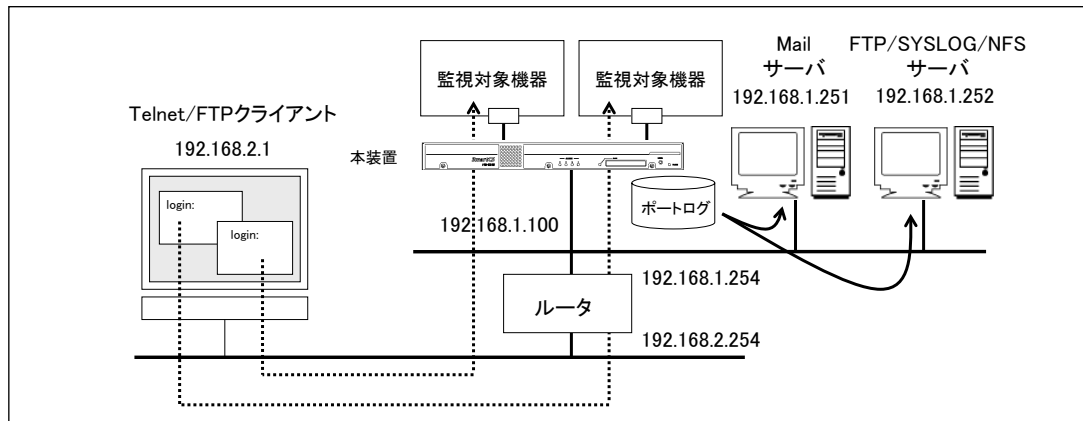 監視対象機器
監視対象機器
Mail
サーバ
192.168.1.251
FTP/SYSLOG/NFS
サーバ
192.168.1.252
Telnet/FTPクライアント
192.168.2.1
本装置
login:
login:
ポートログ
192.168.1.100
192.168.1.254
ルータ
192.168.2.254